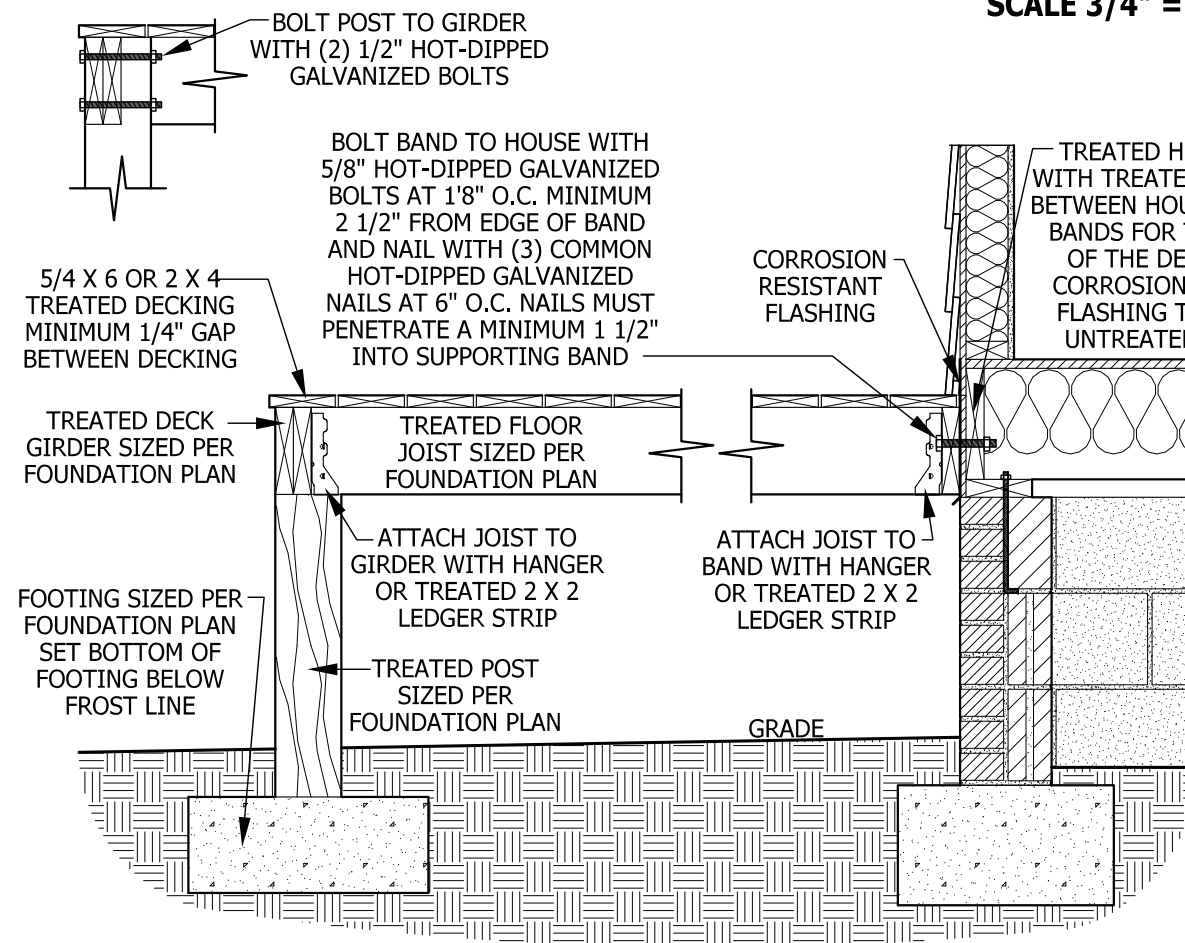 SCALE 3/4" =
BOLT POST TO GIRDER
WITH (2) 1/2" HOT-DIPPED
GALVANIZED BOLTS
BOLT BAND TO HOUSE WITH
5/8" HOT-DIPPED GALVANIZED
BOLTS AT 1'8" O.C. MINIMUM
2 1/2" FROM EDGE OF BAND
AND NAIL WITH (3) COMMON
HOT-DIPPED GALVANIZED
NAILS AT 6" O.C. NAILS MUST
PENETRATE A MINIMUM 1 1/2"
INTO SUPPORTING BAND
TREATED H
WITH TREATE
BETWEEN HOU
BANDS FOR
OF THE DE
CORROSION
FLASHING T
UNTREATE
CORROSION
RESISTANT
FLASHING
5/4 X 6 OR 2 X 4
TREATED DECKING
MINIMUM 1/4" GAP
BETWEEN DECKING
TREATED DECK
GIRDER SIZED PER
FOUNDATION PLAN
TREATED FLOOR
JOIST SIZED PER
FOUNDATION PLAN
ATTACH JOIST TO
GIRDER WITH HANGER
OR TREATED 2 X 2
LEDGER STRIP
ATTACH JOIST TO
BAND WITH HANGER
OR TREATED 2 X 2
LEDGER STRIP
FOOTING SIZED PER
FOUNDATION PLAN
SET BOTTOM OF
FOOTING BELOW
FROST LINE
TREATED POST
SIZED PER
FOUNDATION PLAN
GRADE